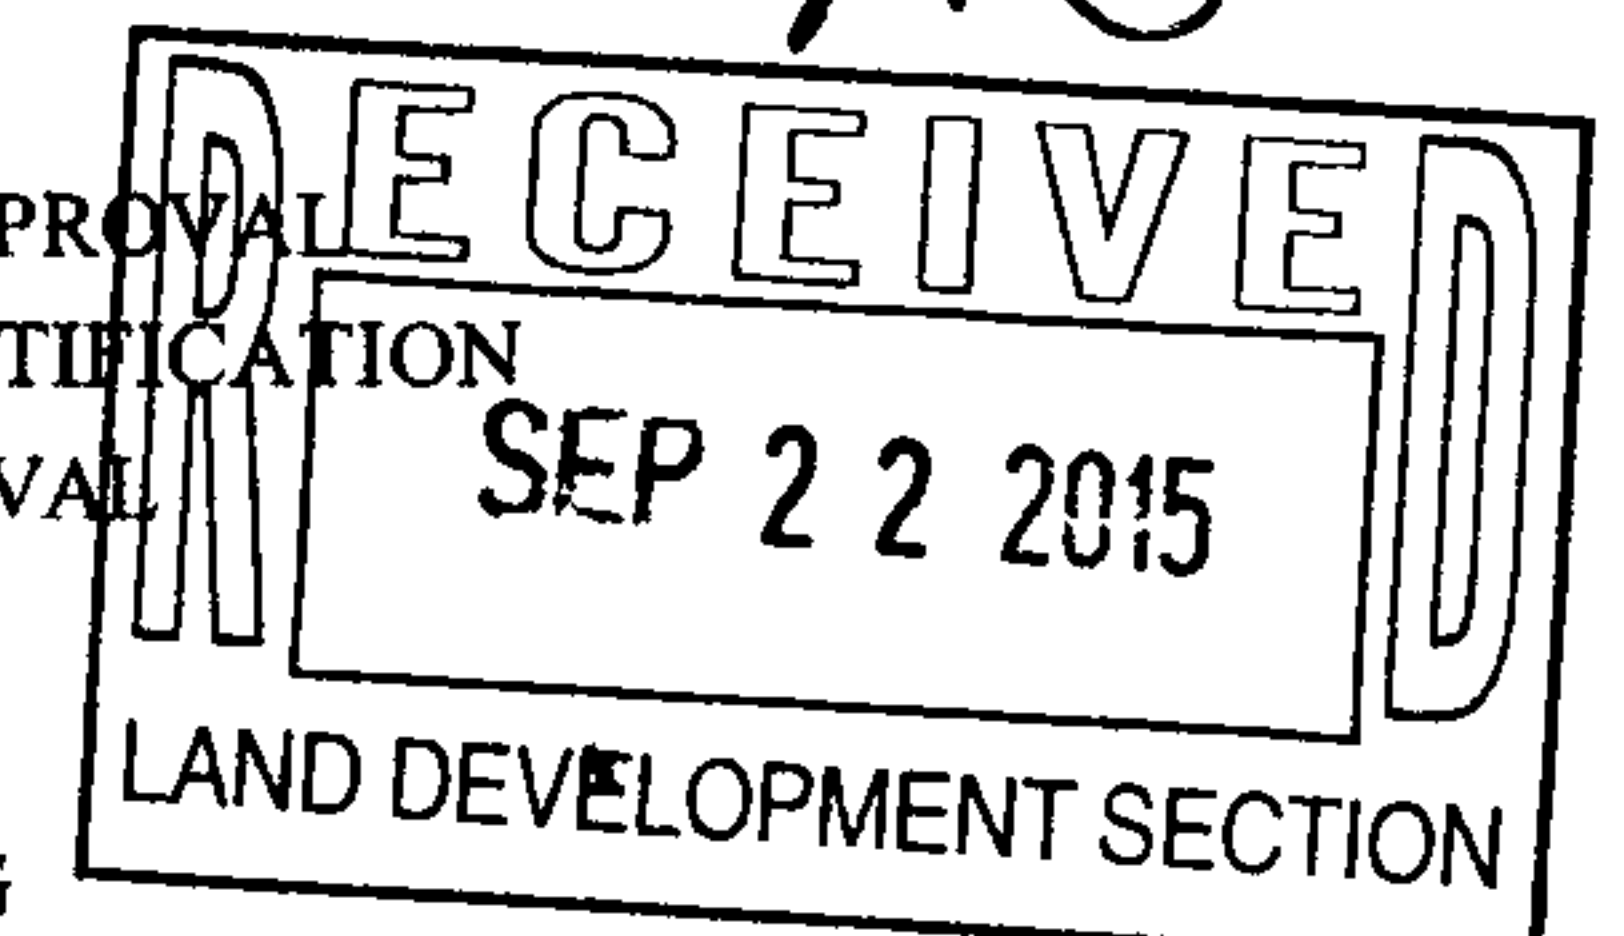 RECEIVED
PROVAL
TIFICATION
SEP 22 2015
VAL
LAND DEVELOPMENT SECTION
G